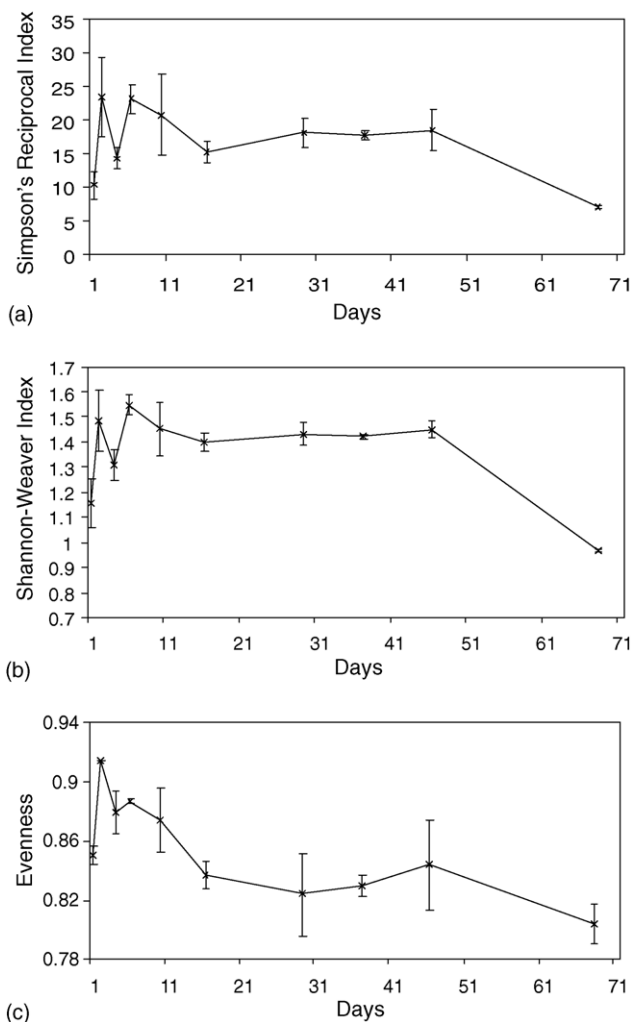 Simpson's Reciprocal Index
35
30
25
20
15
10
5
0
1 11 21 31 41 51 61 71
Days
(a)
Shannon-Weaver Index
1.7
1.6
1.5
1.4
1.3
1.2
1.1
1
0.9
0.8
0.7
1 11 21 31 41 51 61 71
Days
(b)
Evenness
0.94
0.9
0.86
0.82
0.78
1 11 21 31 41 51 61 71
Days
(c)